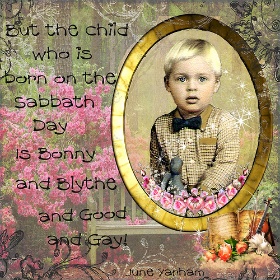 But the child
who is
born on the
Sabbath
Day
is Bonny
and Blythe
and Good
and Gay!
June Yarham